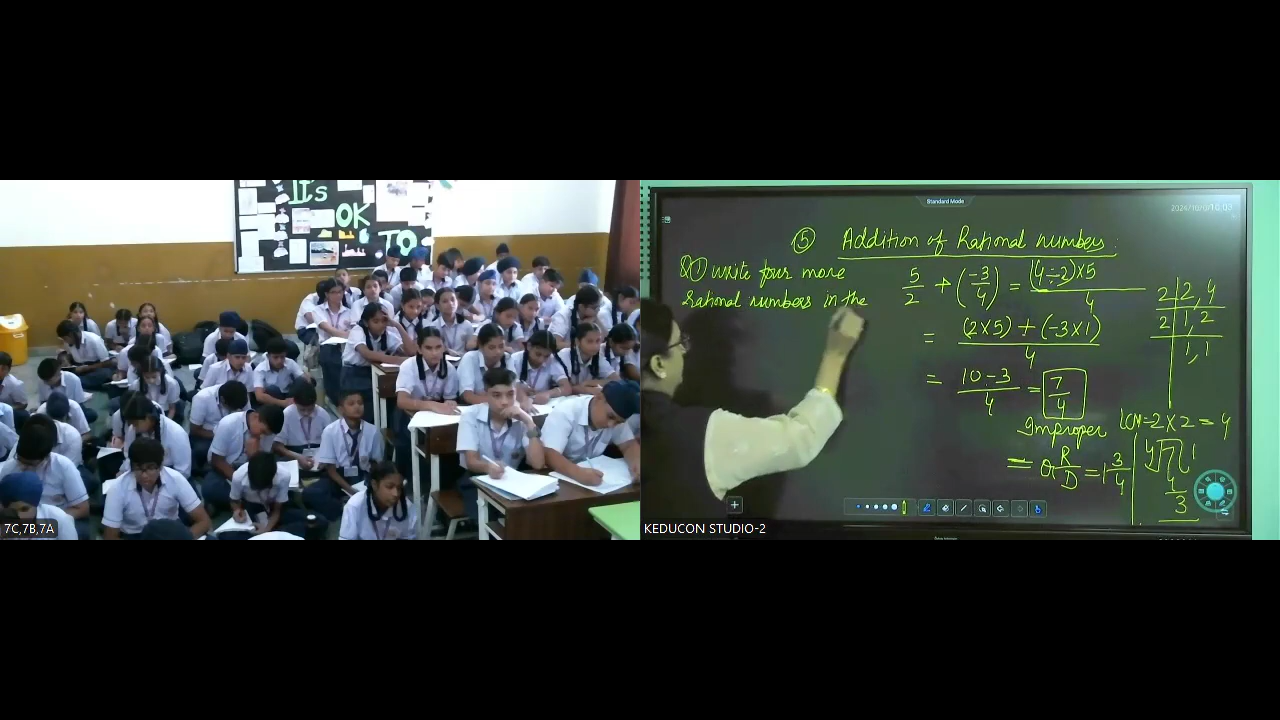 It's
OK
TO
7C,7B,7A
Standard Mode
⑤ Addition of Rational numbers :
Q① write four more
rational numbers in the
5/2 + (-3/4) = (4÷2)×5 / 4
= (2×5) + (-3×1) / 4
= 10-3 / 4 = 7/4
Improper
= Q R/D = 1 3/4
2 | 2, 4
2 | 1, 2
1, 1
LCM = 2×2 = 4
4 ) 7 ( 1
4
3
KEDUCON STUDIO-2